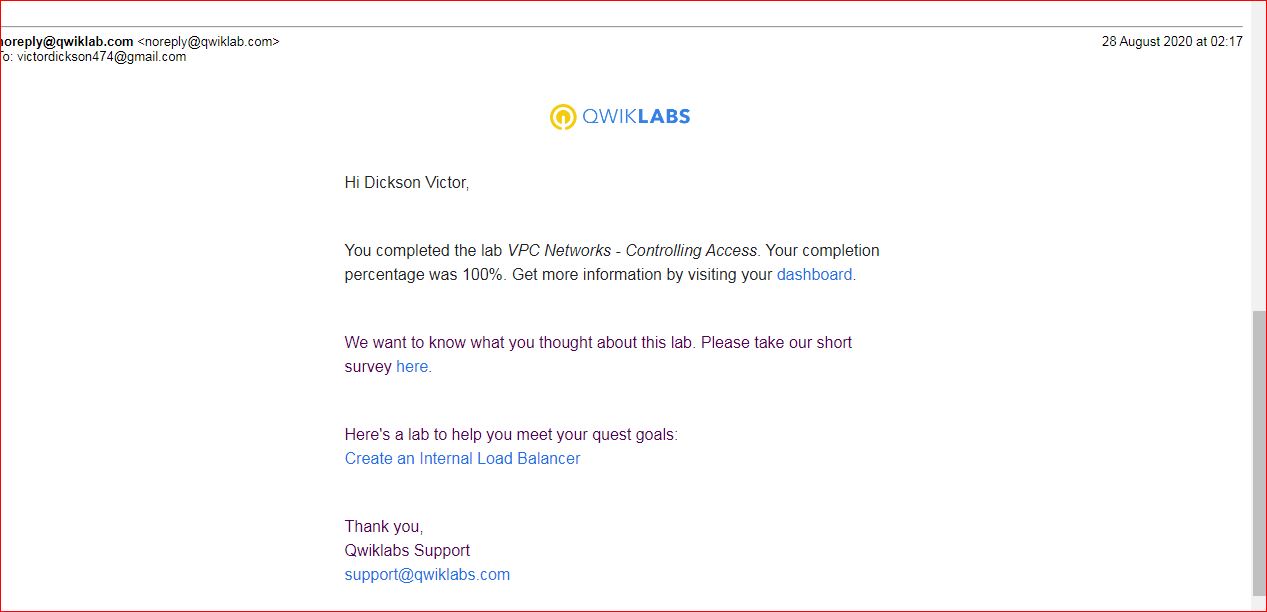 noreply@qwiklab.com <noreply@qwiklab.com>
28 August 2020 at 02:17
To: victordickson474@gmail.com
QWIKLABS
Hi Dickson Victor,
You completed the lab VPC Networks - Controlling Access. Your completion
percentage was 100%. Get more information by visiting your dashboard.
We want to know what you thought about this lab. Please take our short
survey here.
Here's a lab to help you meet your quest goals:
Create an Internal Load Balancer
Thank you,
Qwiklabs Support
support@qwiklabs.com